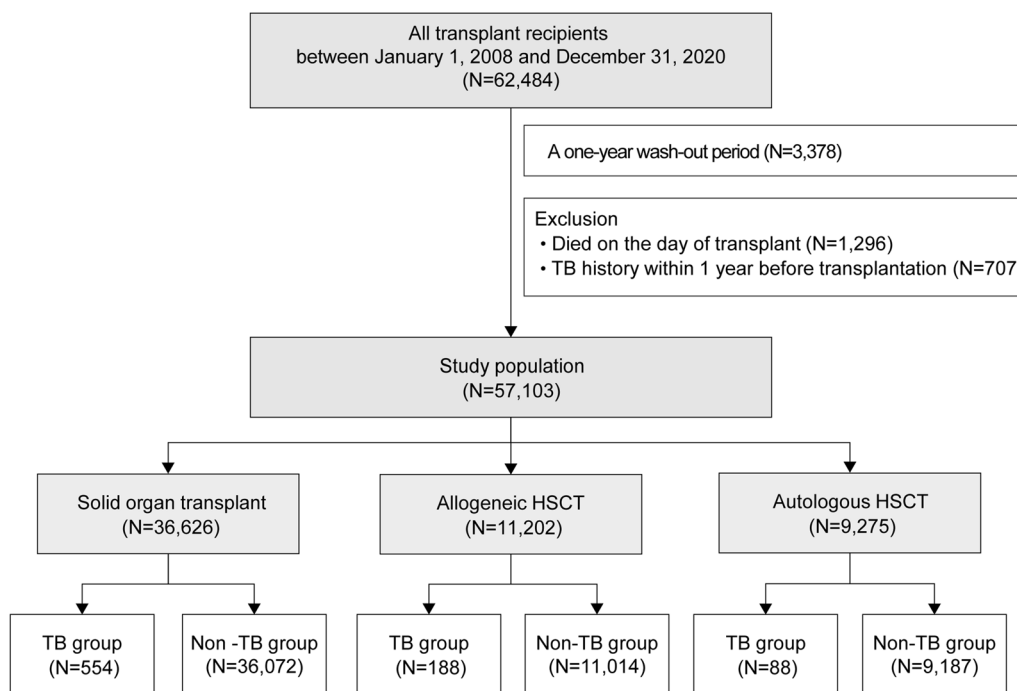 All transplant recipients
between January 1, 2008 and December 31, 2020
(N=62,484)
A one-year wash-out period (N=3,378)
Exclusion
• Died on the day of transplant (N=1,296)
• TB history within 1 year before transplantation (N=707
Study population
(N=57,103)
Solid organ transplant
(N=36,626)
Allogeneic HSCT
(N=11,202)
Autologous HSCT
(N=9,275)
TB group
(N=554)
Non -TB group
(N=36,072)
TB group
(N=188)
Non-TB group
(N=11,014)
TB group
(N=88)
Non-TB group
(N=9,187)